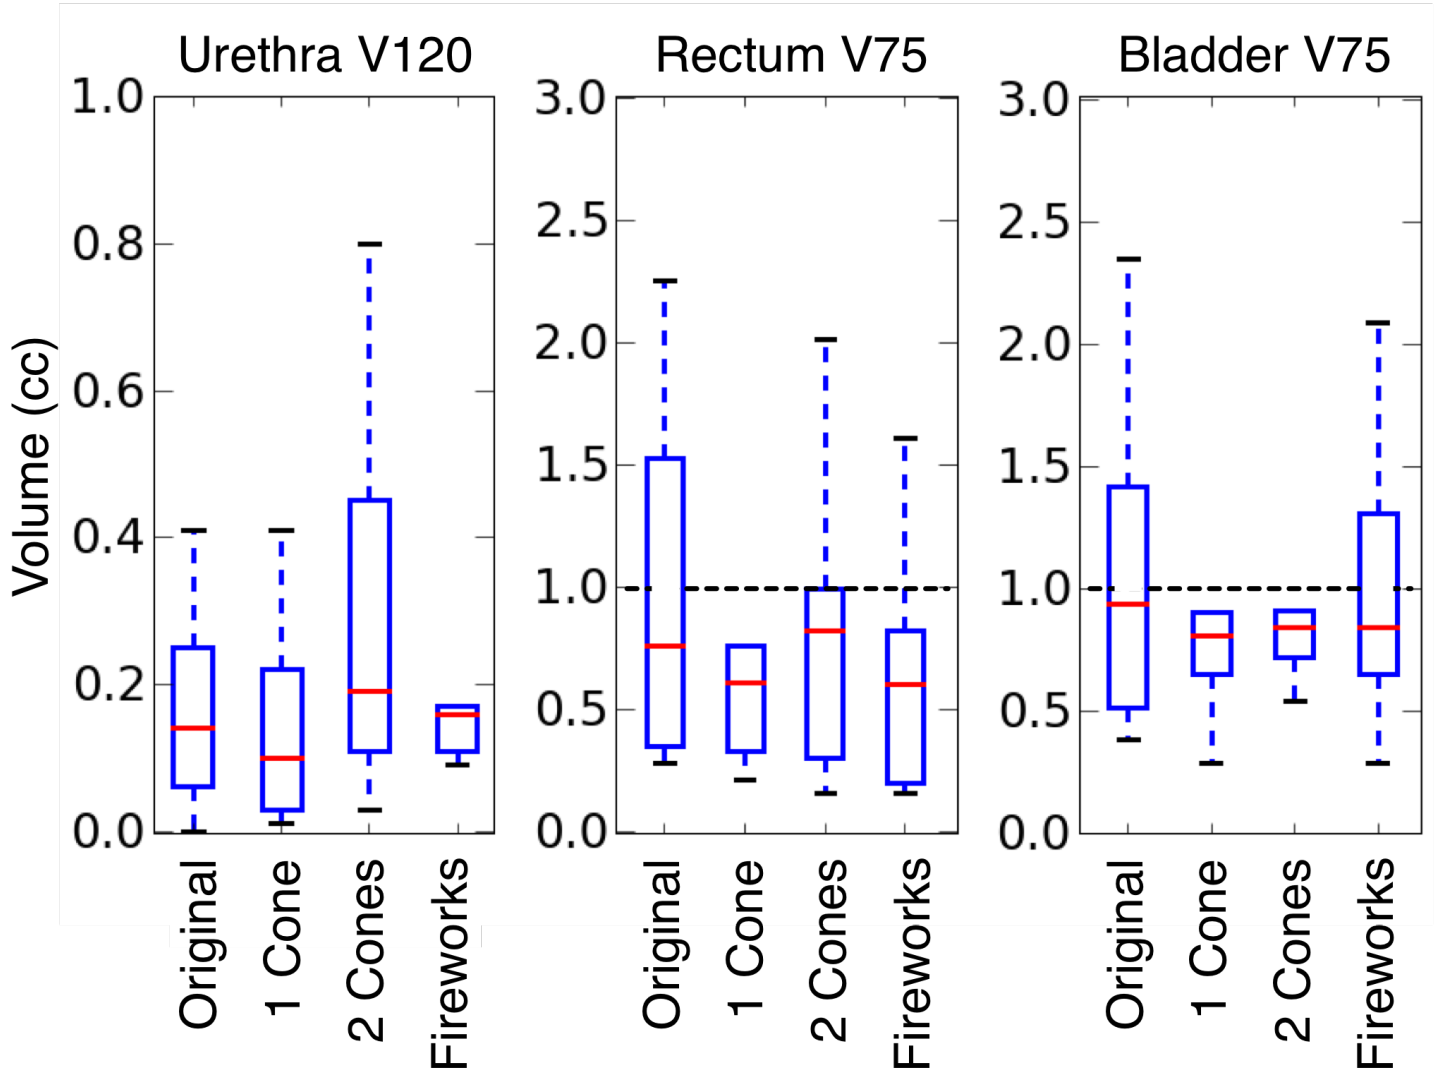 Urethra V120
Rectum V75
Bladder V75
Volume (cc)
1.0
0.8
0.6
0.4
0.2
0.0
3.0
2.5
2.0
1.5
1.0
0.5
0.0
3.0
2.5
2.0
1.5
1.0
0.5
0.0
Original
1 Cone
2 Cones
Fireworks
Original
1 Cone
2 Cones
Fireworks
Original
1 Cone
2 Cones
Fireworks